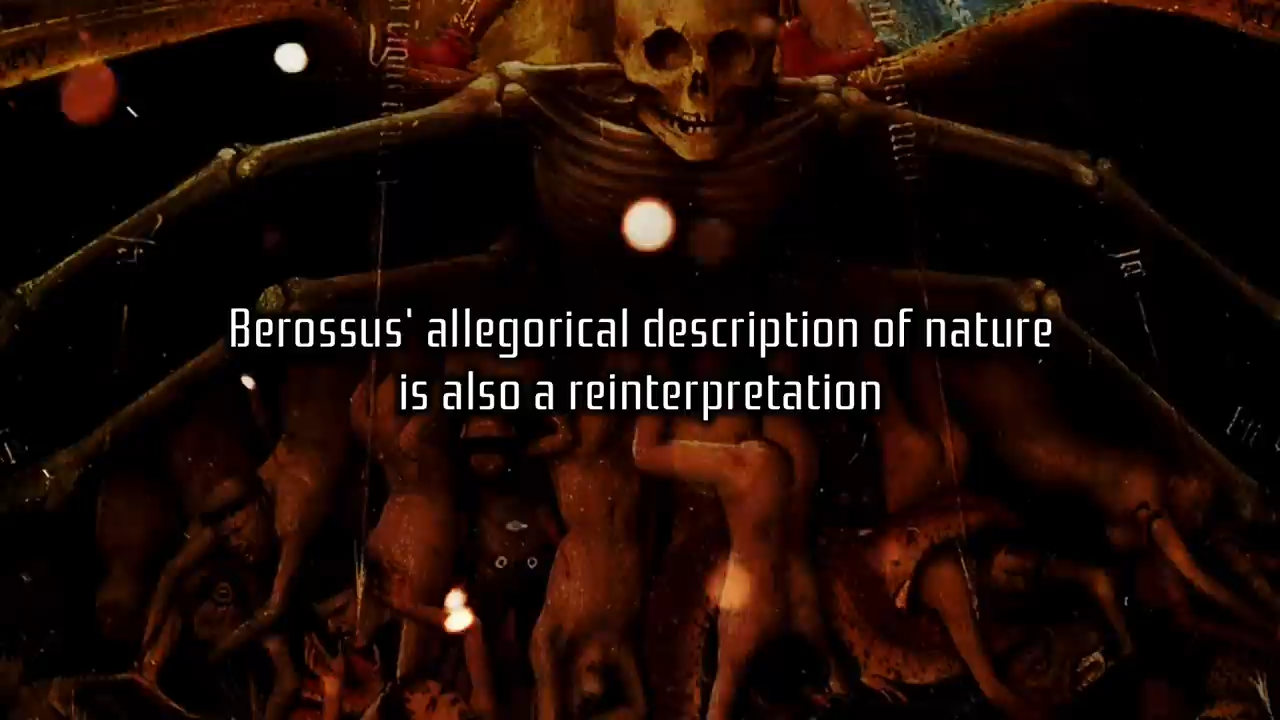 Berossus' allegorical description of nature
is also a reinterpretation